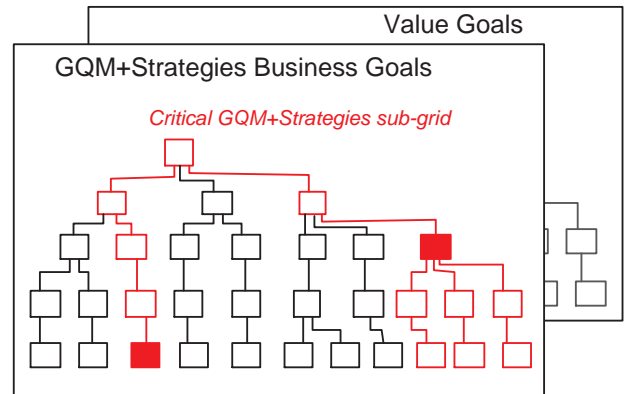 Value Goals
GQM+Strategies Business Goals
Critical GQM+Strategies sub-grid